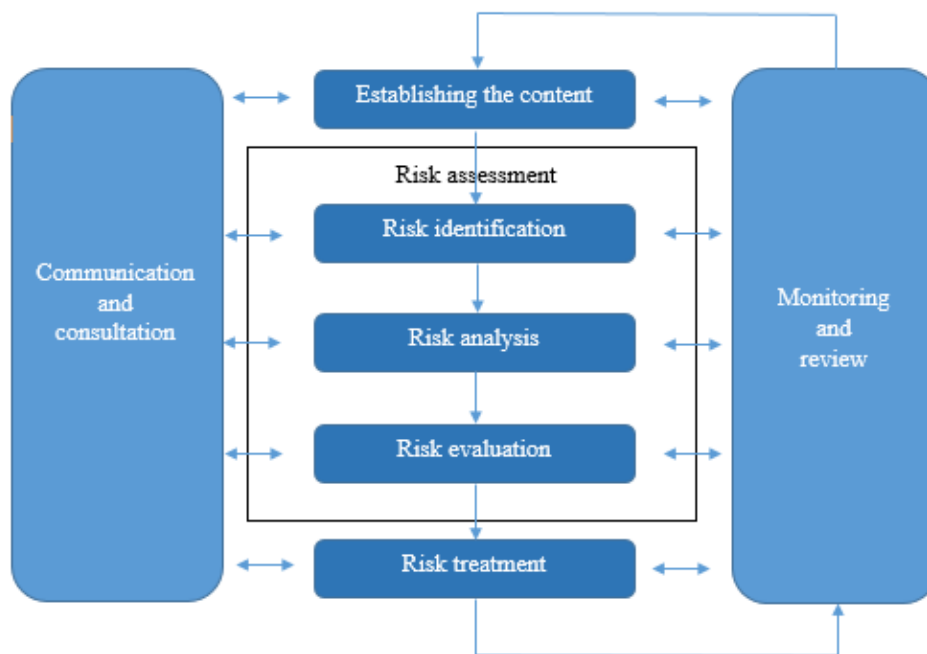 Establishing the content
Risk assessment
Risk identification
Communication
and
consultation
Monitoring
and
review
Risk analysis
Risk evaluation
Risk treatment